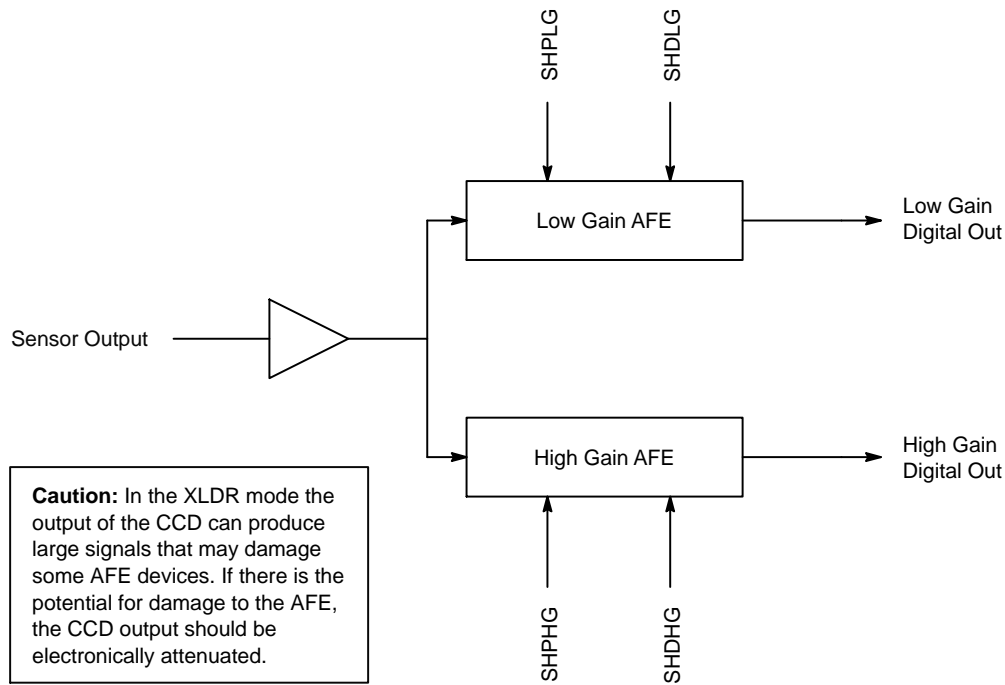 SHPLG
SHDLG
Low Gain AFE
Low Gain
Digital Out
Sensor Output
High Gain AFE
High Gain
Digital Out
Caution: In the XLDR mode the
output of the CCD can produce
large signals that may damage
some AFE devices. If there is the
potential for damage to the AFE,
the CCD output should be
electronically attenuated.
SHPHG
SHDHG